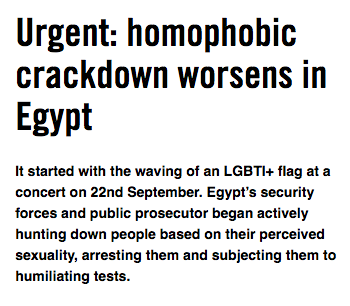 Urgent: homophobic
crackdown worsens in
Egypt
It started with the waving of an LGBTI+ flag at a
concert on 22nd September. Egypt’s security
forces and public prosecutor began actively
hunting down people based on their perceived
sexuality, arresting them and subjecting them to
humiliating tests.